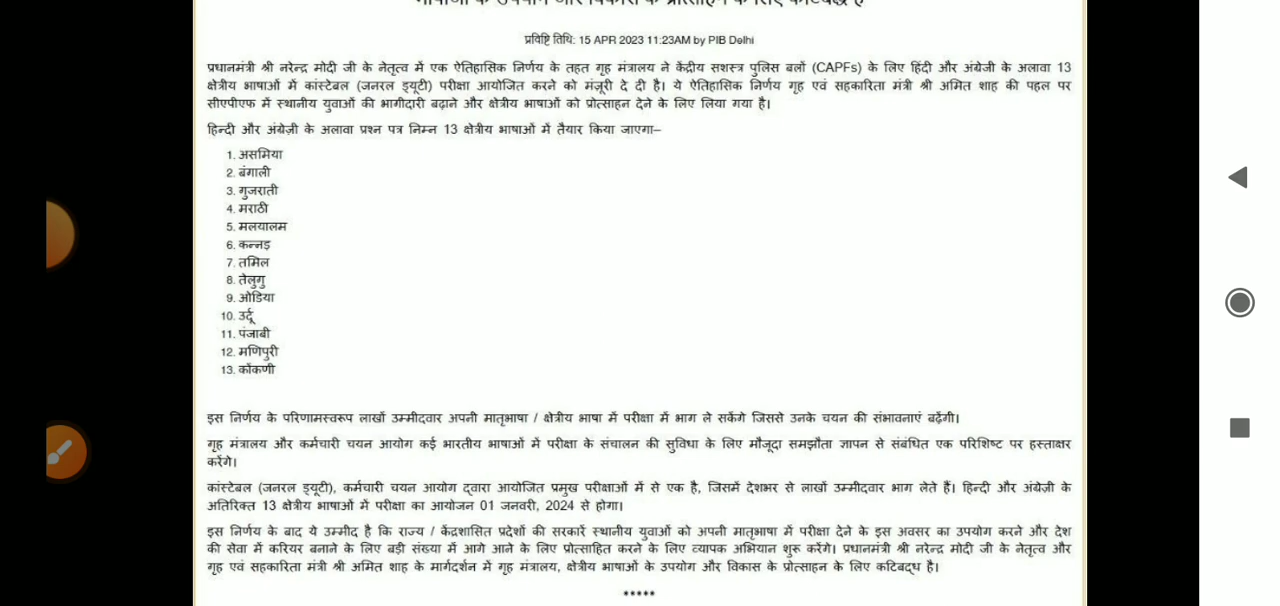 भाषाओं के उपयोग और विकास के प्रोत्साहन के लिए कटिबद्ध है
प्रविष्टि तिथि: 15 APR 2023 11:23AM by PIB Delhi
प्रधानमंत्री श्री नरेन्द्र मोदी जी के नेतृत्व में एक ऐतिहासिक निर्णय के तहत गृह मंत्रालय ने केंद्रीय सशस्त्र पुलिस बलों (CAPFs) के लिए हिंदी और अंग्रेजी के अलावा 13
क्षेत्रीय भाषाओं में कांस्टेबल (जनरल ड्यूटी) परीक्षा आयोजित करने को मंजूरी दे दी है। ये ऐतिहासिक निर्णय गृह एवं सहकारिता मंत्री श्री अमित शाह की पहल पर
सीएपीएफ में स्थानीय युवाओं की भागीदारी बढ़ाने और क्षेत्रीय भाषाओं को प्रोत्साहन देने के लिए लिया गया है।
हिन्दी और अंग्रेज़ी के अलावा प्रश्न पत्र निम्न 13 क्षेत्रीय भाषाओं में तैयार किया जाएगा–
1. असमिया
2. बंगाली
3. गुजराती
4. मराठी
5. मलयालम
6. कन्नड़
7. तमिल
8. तेलुगु
9. ओडिया
10. उर्दू
11. पंजाबी
12. मणिपुरी
13. कोंकणी
इस निर्णय के परिणामस्वरूप लाखों उम्मीदवार अपनी मातृभाषा / क्षेत्रीय भाषा में परीक्षा में भाग ले सकेंगे जिससे उनके चयन की संभावनाएं बढ़ेंगी।
गृह मंत्रालय और कर्मचारी चयन आयोग कई भारतीय भाषाओं में परीक्षा के संचालन की सुविधा के लिए मौजूदा समझौता ज्ञापन से संबंधित एक परिशिष्ट पर हस्ताक्षर
करेंगे।
कांस्टेबल (जनरल ड्यूटी), कर्मचारी चयन आयोग द्वारा आयोजित प्रमुख परीक्षाओं में से एक है, जिसमें देशभर से लाखों उम्मीदवार भाग लेते हैं। हिन्दी और अंग्रेज़ी के
अतिरिक्त 13 क्षेत्रीय भाषाओं में परीक्षा का आयोजन 01 जनवरी, 2024 से होगा।
इस निर्णय के बाद ये उम्मीद है कि राज्य / केंद्रशासित प्रदेशों की सरकारें स्थानीय युवाओं को अपनी मातृभाषा में परीक्षा देने के इस अवसर का उपयोग करने और देश
की सेवा में करियर बनाने के लिए बड़ी संख्या में आगे आने के लिए प्रोत्साहित करने के लिए व्यापक अभियान शुरू करेंगे। प्रधानमंत्री श्री नरेन्द्र मोदी जी के नेतृत्व और
गृह एवं सहकारिता मंत्री श्री अमित शाह के मार्गदर्शन में गृह मंत्रालय, क्षेत्रीय भाषाओं के उपयोग और विकास के प्रोत्साहन के लिए कटिबद्ध है।
*****